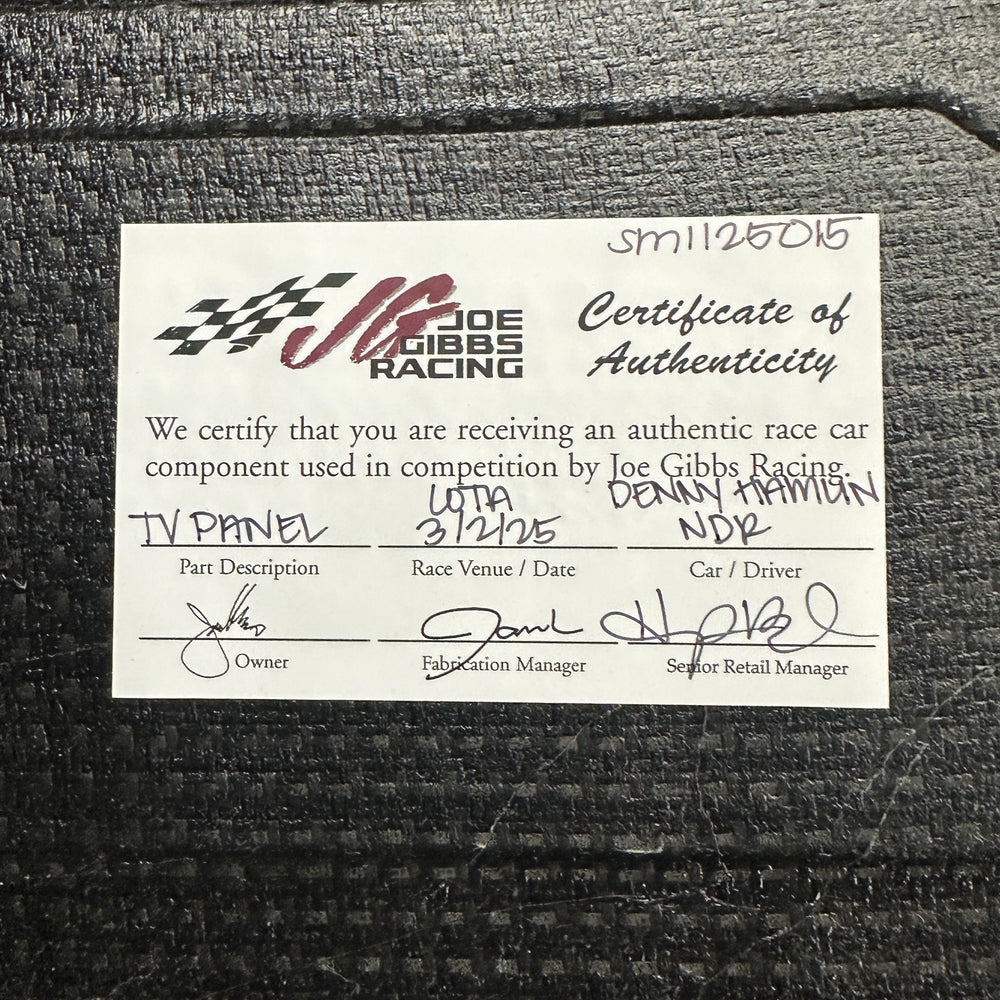 SM1125015
JG JOE
GIBBS
RACING
Certificate of
Authenticity
We certify that you are receiving an authentic race car
component used in competition by Joe Gibbs Racing.
TV PANEL
COTA
3/2/25
DENNY HAMLIN
NDR
Part Description
Race Venue / Date
Car / Driver
Owner
Fabrication Manager
Senior Retail Manager